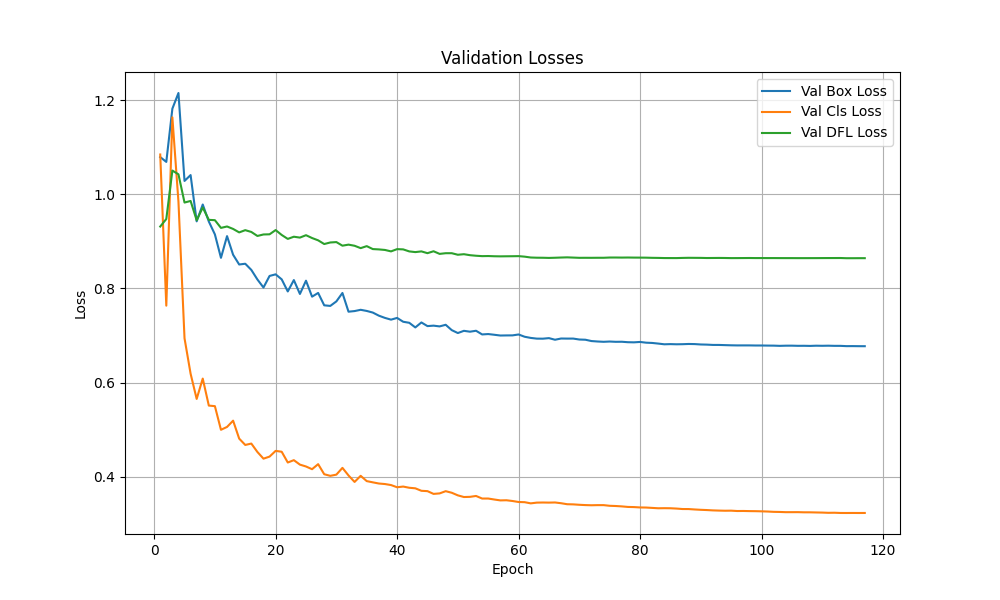 Validation Losses
Val Box Loss
Val Cls Loss
Val DFL Loss
Loss
1.2
1.0
0.8
0.6
0.4
0 20 40 60 80 100 120
Epoch